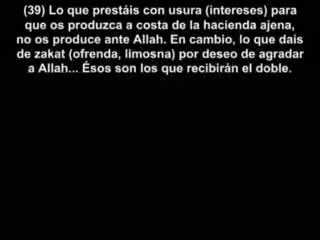 (39) Lo que prestáis con usura (intereses) para
que os produzca a costa de la hacienda ajena,
no os produce ante Allah. En cambio, lo que dais
de zakat (ofrenda, limosna) por deseo de agradar
a Allah... Ésos son los que recibirán el doble.